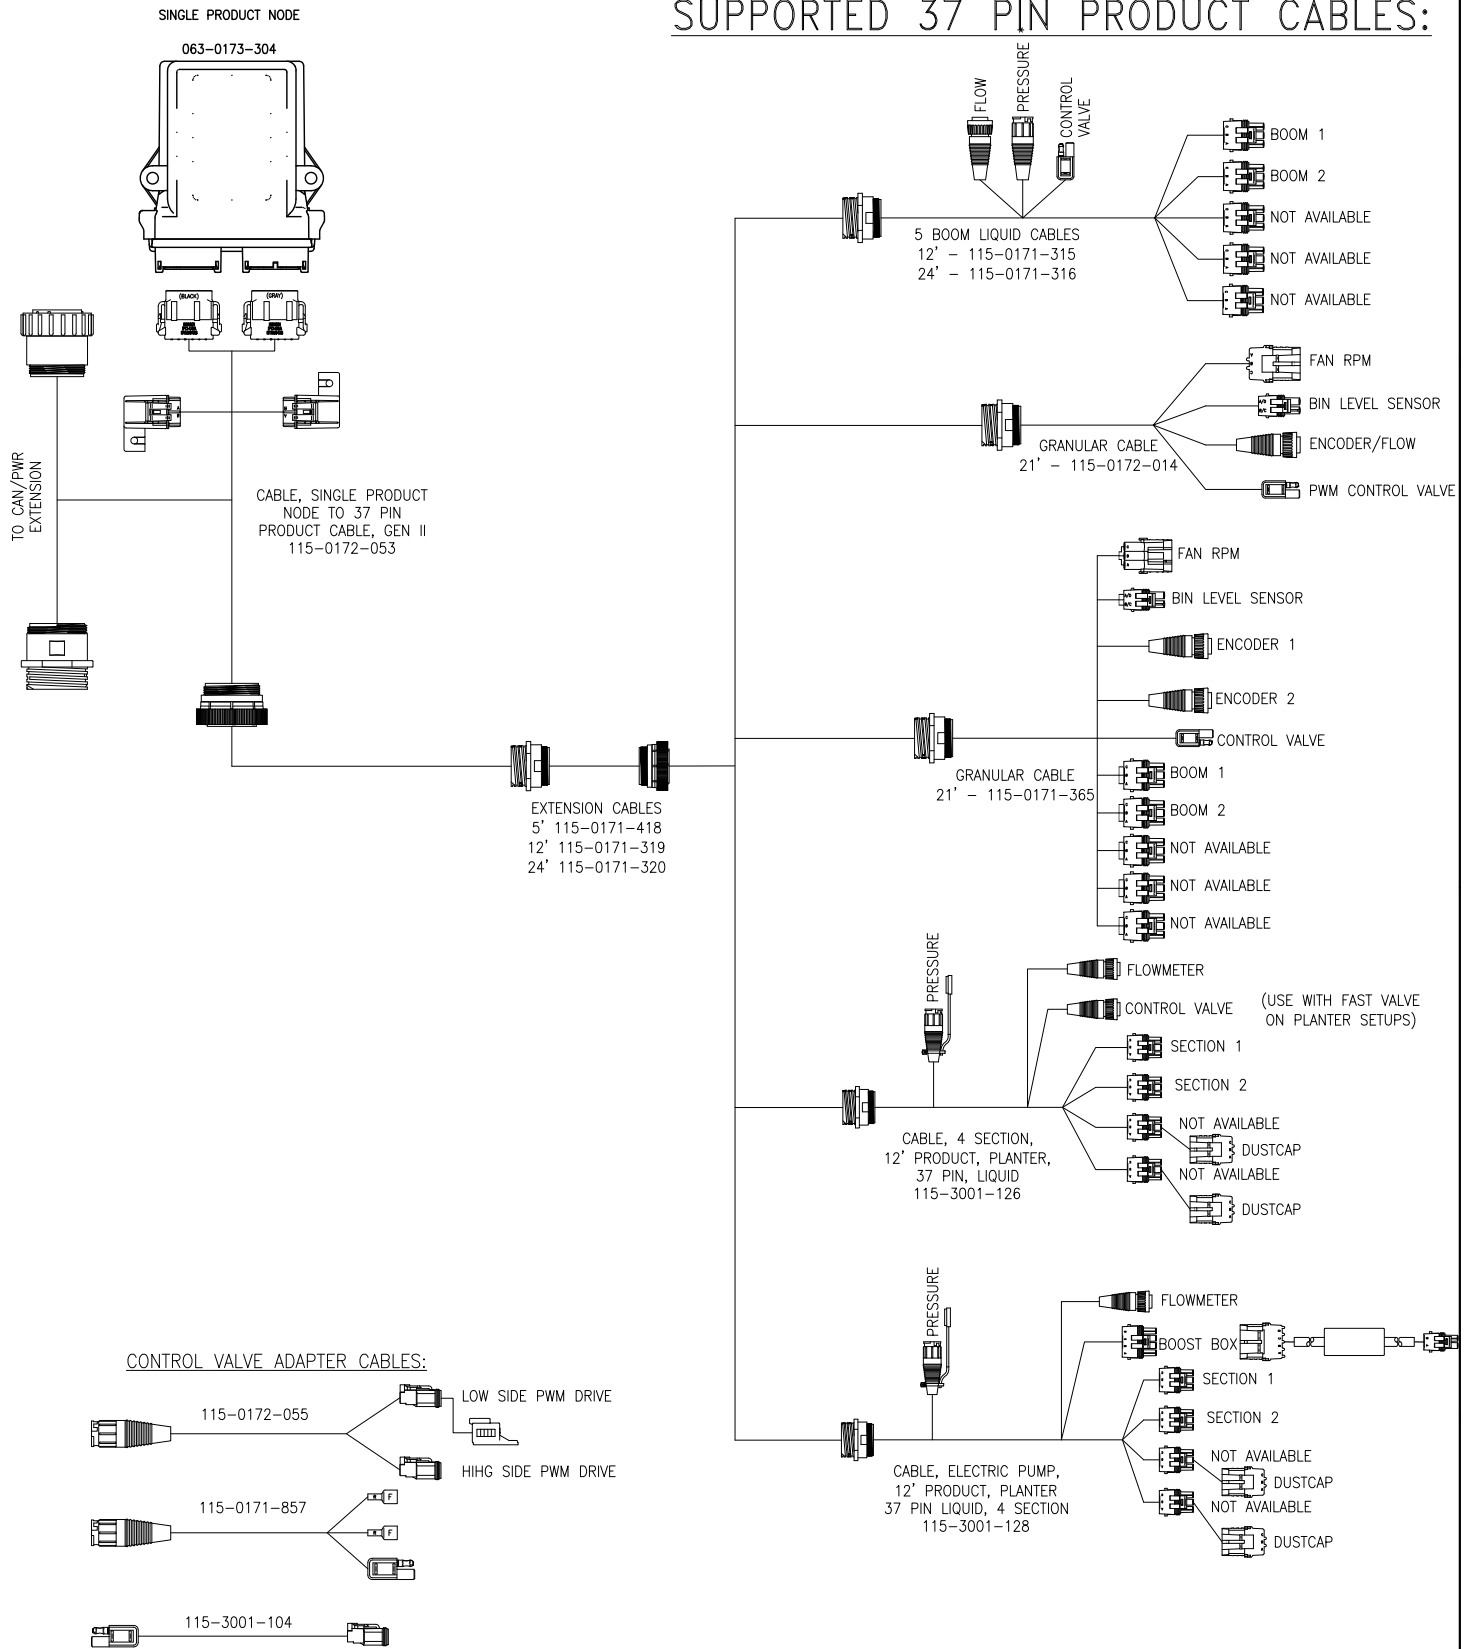 SINGLE PRODUCT NODE
063-0173-304
(BLACK)
(GRAY)
TO CAN/PWR
EXTENSION
CABLE, SINGLE PRODUCT
NODE TO 37 PIN
PRODUCT CABLE, GEN II
115-0172-053
EXTENSION CABLES
5' 115-0171-418
12' 115-0171-319
24' 115-0171-320
SUPPORTED 37 PIN PRODUCT CABLES:
FLOW
PRESSURE*
CONTROL
VALVE
5 BOOM LIQUID CABLES
12' - 115-0171-315
24' - 115-0171-316
BOOM 1
BOOM 2
NOT AVAILABLE
NOT AVAILABLE
NOT AVAILABLE
GRANULAR CABLE
21' - 115-0172-014
FAN RPM
BIN LEVEL SENSOR
ENCODER/FLOW
PWM CONTROL VALVE
GRANULAR CABLE
21' - 115-0171-365
FAN RPM
BIN LEVEL SENSOR
ENCODER 1
ENCODER 2
CONTROL VALVE
BOOM 1
BOOM 2
NOT AVAILABLE
NOT AVAILABLE
NOT AVAILABLE
PRESSURE
CABLE, 4 SECTION,
12' PRODUCT, PLANTER,
37 PIN, LIQUID
115-3001-126
FLOWMETER
CONTROL VALVE
(USE WITH FAST VALVE
ON PLANTER SETUPS)
SECTION 1
SECTION 2
NOT AVAILABLE
DUSTCAP
NOT AVAILABLE
DUSTCAP
PRESSURE
CABLE, ELECTRIC PUMP,
12' PRODUCT, PLANTER
37 PIN LIQUID, 4 SECTION
115-3001-128
FLOWMETER
BOOST BOX
SECTION 1
SECTION 2
NOT AVAILABLE
DUSTCAP
NOT AVAILABLE
DUSTCAP
CONTROL VALVE ADAPTER CABLES:
115-0172-055
LOW SIDE PWM DRIVE
HIHG SIDE PWM DRIVE
115-0171-857
F
F
115-3001-104